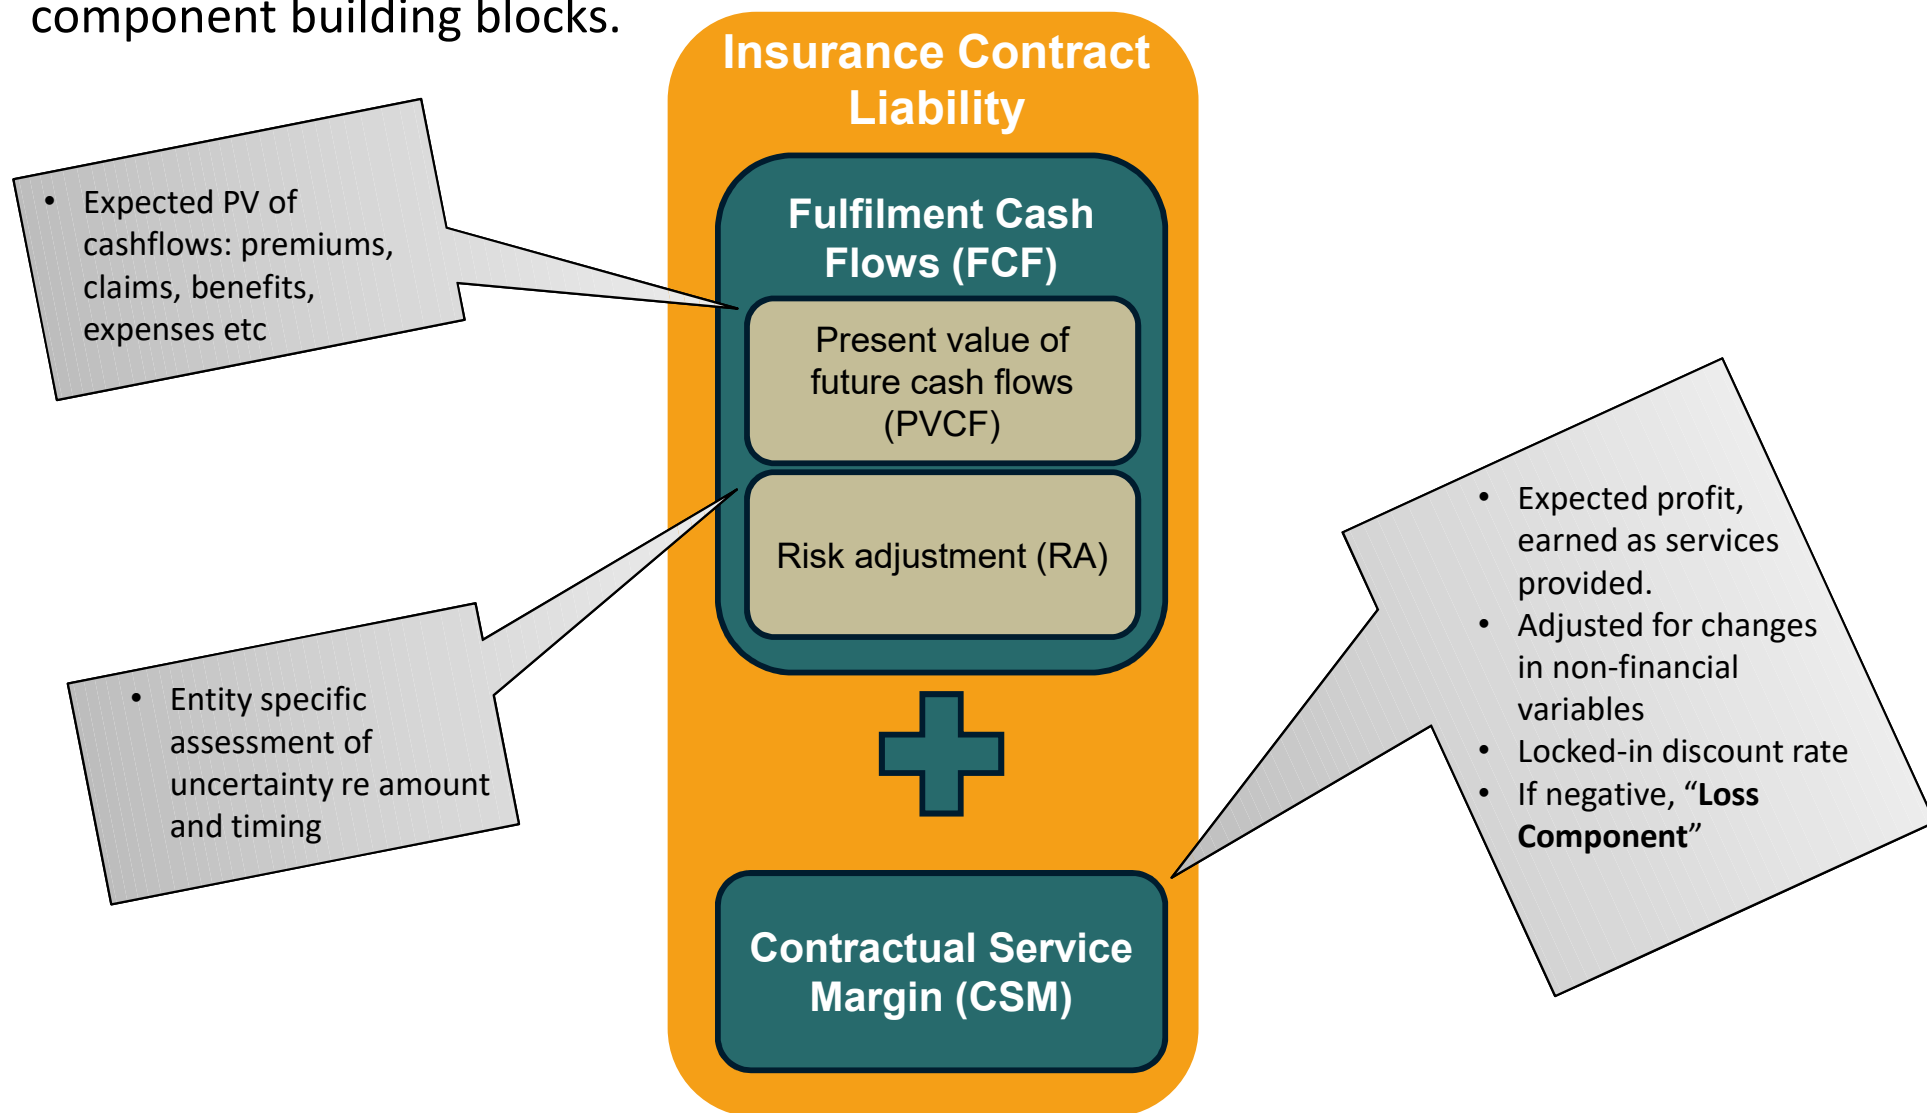 component building blocks.
Insurance Contract
Liability
• Expected PV of
cashflows: premiums,
claims, benefits,
expenses etc
Fulfilment Cash
Flows (FCF)
Present value of
future cash flows
(PVCF)
Risk adjustment (RA)
• Entity specific
assessment of
uncertainty re amount
and timing
• Expected profit,
earned as services
provided.
• Adjusted for changes
in non-financial
variables
• Locked-in discount rate
• If negative, “Loss
Component”
Contractual Service
Margin (CSM)